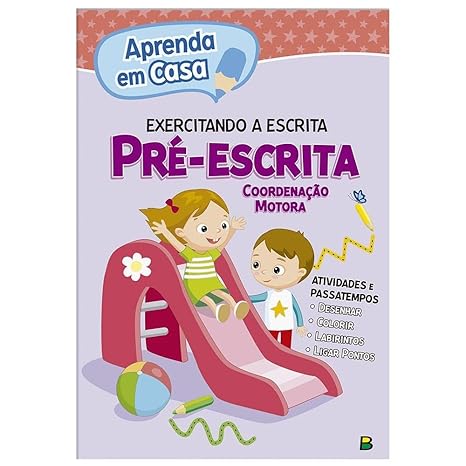 Aprenda
em Casa
EXERCITANDO A ESCRITA
PRÉ-ESCRITA
COORDENAÇÃO
MOTORA
ATIVIDADES E
PASSATEMPOS
• DESENHAR
• COLORIR
• LABIRINTOS
• LIGAR PONTOS
B